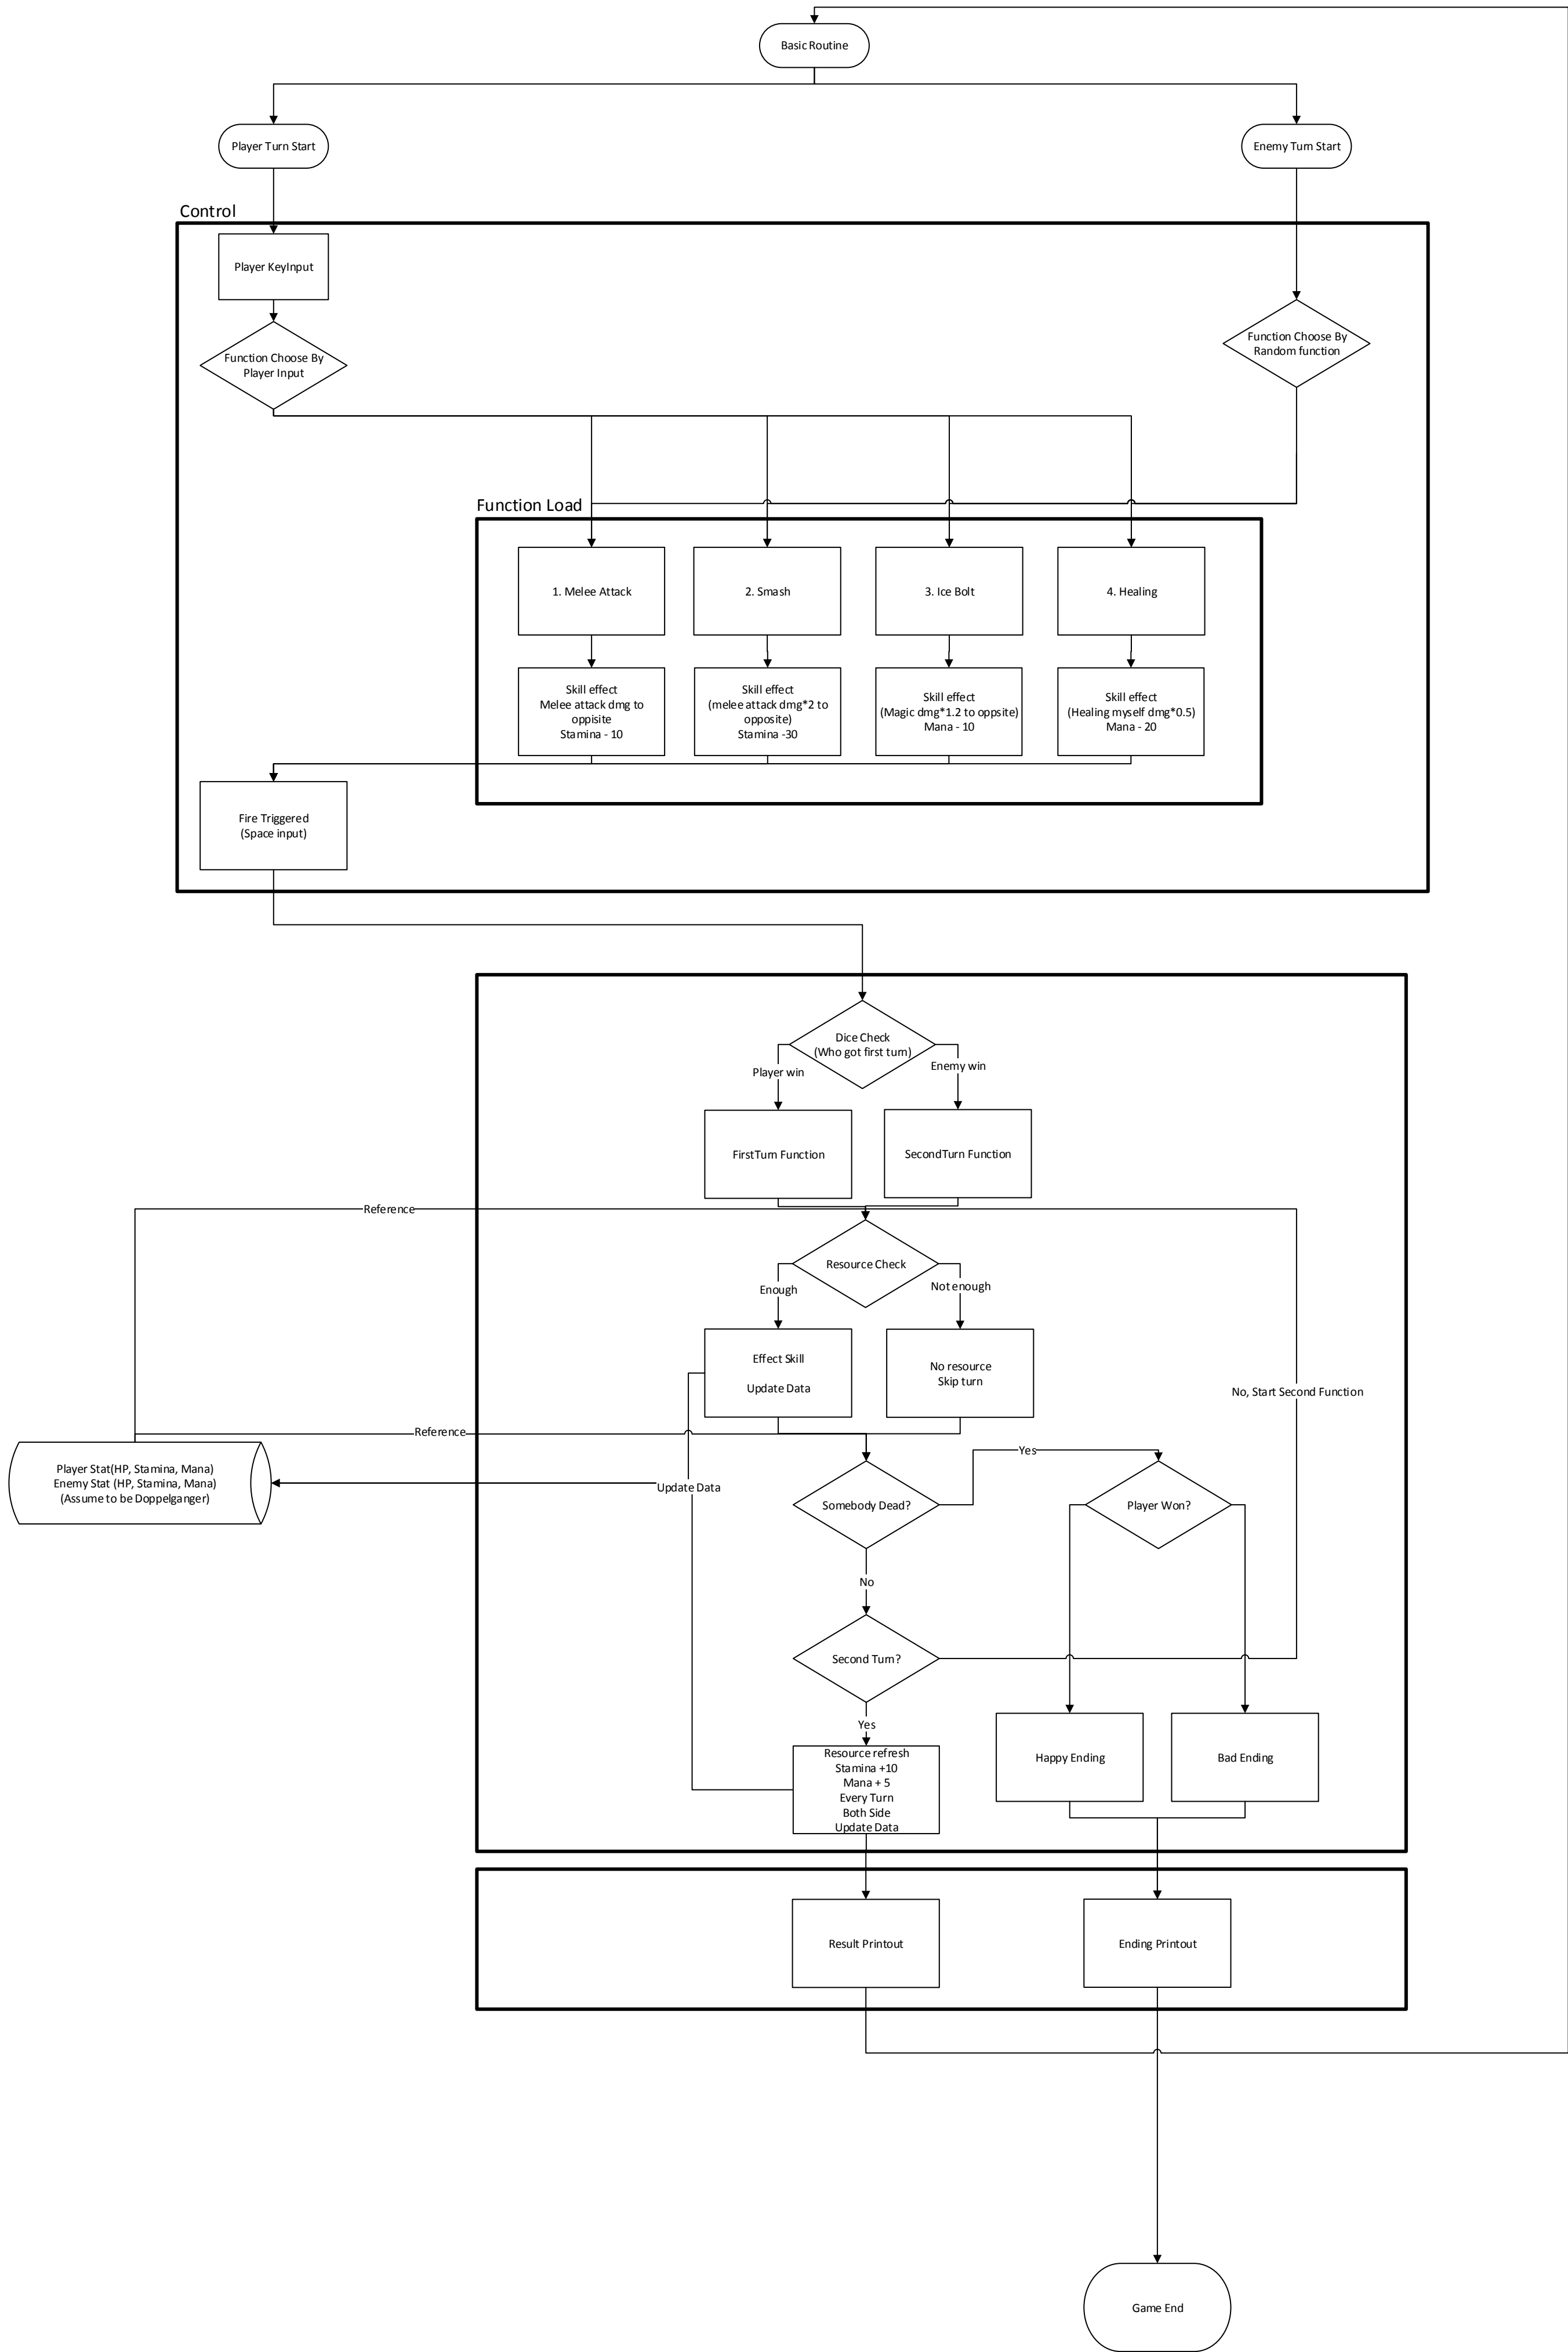 Basic Routine
Player Turn Start
Enemy Turn Start
Control
Player KeyInput
Function Choose By
Player Input
Function Choose By
Random function
Function Load
1. Melee Attack
2. Smash
3. Ice Bolt
4. Healing
Skill effect
Melee attack dmg to
oppisite
Stamina - 10
Skill effect
(melee attack dmg*2 to
opposite)
Stamina -30
Skill effect
(Magic dmg*1.2 to oppsite)
Mana - 10
Skill effect
(Healing myself dmg*0.5)
Mana - 20
Fire Triggered
(Space input)
Dice Check
(Who got first turn)
Player win
Enemy win
FirstTurn Function
SecondTurn Function
Reference
Resource Check
Enough
Not enough
Effect Skill
Update Data
No resource
Skip turn
No, Start Second Function
Reference
Player Stat(HP, Stamina, Mana)
Enemy Stat (HP, Stamina, Mana)
(Assume to be Doppelganger)
Update Data
Somebody Dead?
Yes
Player Won?
No
Second Turn?
Yes
Resource refresh
Stamina +10
Mana + 5
Every Turn
Both Side
Update Data
Happy Ending
Bad Ending
Result Printout
Ending Printout
Game End